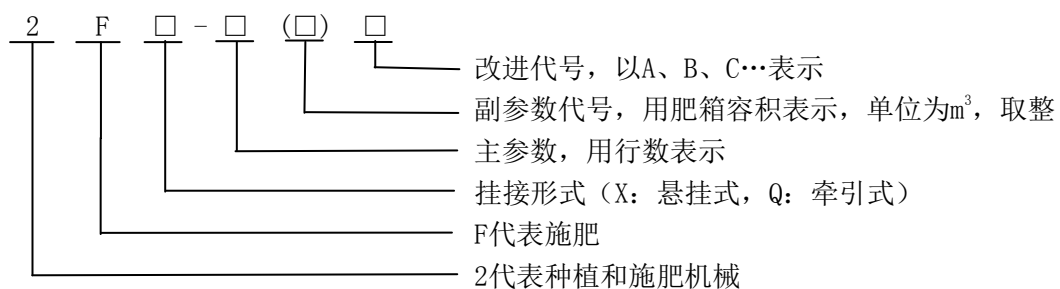 2 F □ - □ (□) □
改进代号，以A、B、C…表示
副参数代号，用肥箱容积表示，单位为m³，取整
主参数，用行数表示
挂接形式（X：悬挂式，Q：牵引式）
F代表施肥
2代表种植和施肥机械